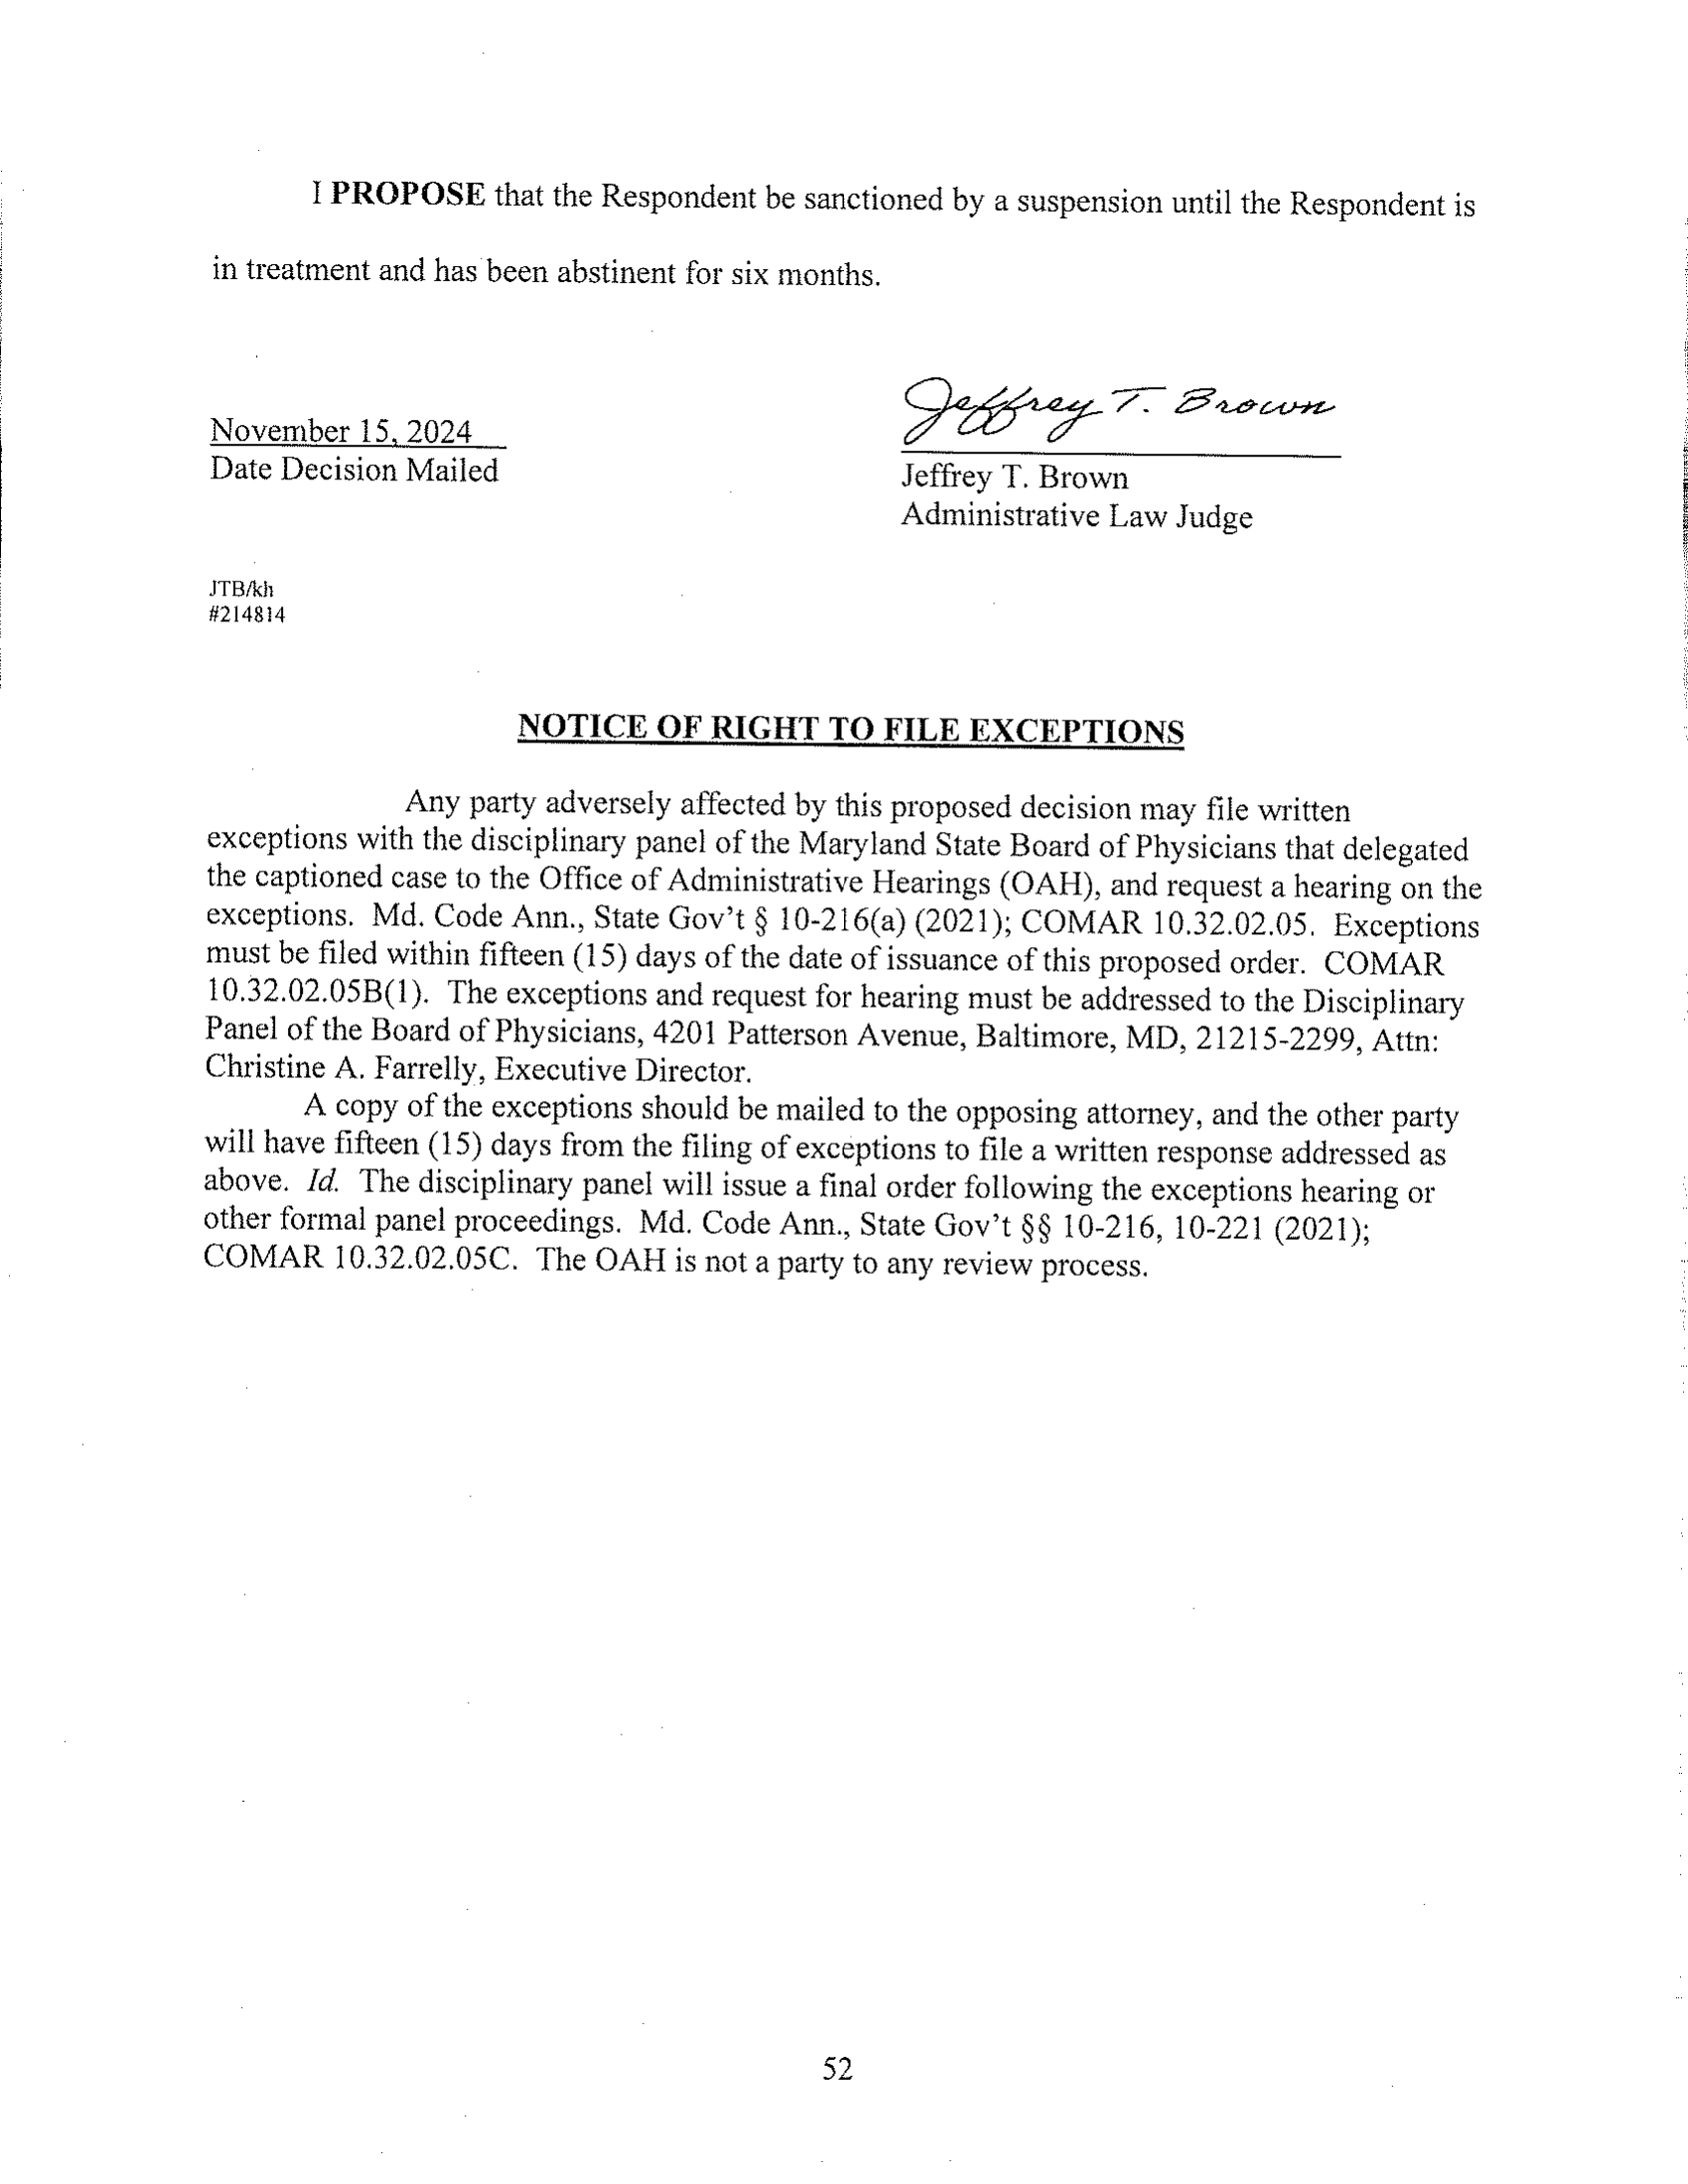 I PROPOSE that the Respondent be sanctioned by a suspension until the Respondent is
in treatment and has been abstinent for six months.
Jeffrey T. Brown
November 15, 2024
Date Decision Mailed
Jeffrey T. Brown
Administrative Law Judge
JTB/kh
#214814
NOTICE OF RIGHT TO FILE EXCEPTIONS
Any party adversely affected by this proposed decision may file written
exceptions with the disciplinary panel of the Maryland State Board of Physicians that delegated
the captioned case to the Office of Administrative Hearings (OAH), and request a hearing on the
exceptions. Md. Code Ann., State Gov't § 10-216(a) (2021); COMAR 10.32.02.05. Exceptions
must be filed within fifteen (15) days of the date of issuance of this proposed order. COMAR
10.32.02.05B(1). The exceptions and request for hearing must be addressed to the Disciplinary
Panel of the Board of Physicians, 4201 Patterson Avenue, Baltimore, MD, 21215-2299, Attn:
Christine A. Farrelly, Executive Director.
A copy of the exceptions should be mailed to the opposing attorney, and the other party
will have fifteen (15) days from the filing of exceptions to file a written response addressed as
above. Id. The disciplinary panel will issue a final order following the exceptions hearing or
other formal panel proceedings. Md. Code Ann., State Gov't §§ 10-216, 10-221 (2021);
COMAR 10.32.02.05C. The OAH is not a party to any review process.
52